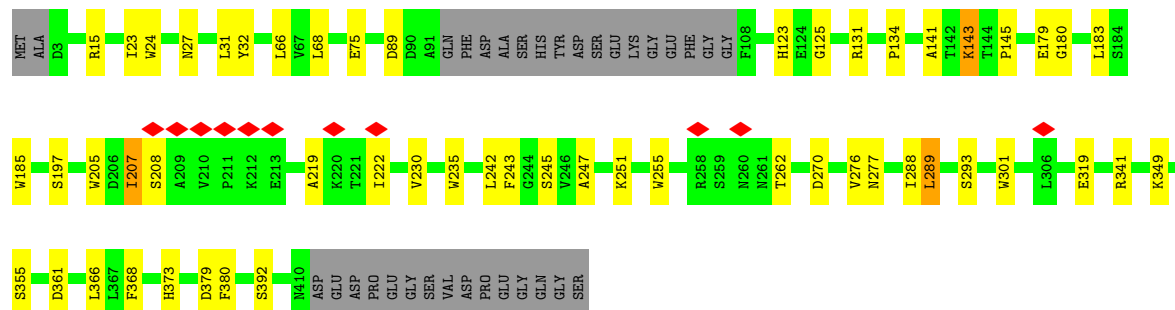 MET ALA D3 R15 I23 W24 N27 L31 Y32 L66 V67 L68 E75 D89 D90 A91 GLN PHE ASP ALA SER HIS TYR ASP SER GLU LYS GLY GLU PHE GLY GLY F108 H123 E124 G125 R131 P134 A141 T142 K143 T144 P145 E179 G180 L183 S184
W185 S197 W205 D206 I207 S208 A209 V210 P211 K212 E213 A219 K220 T221 I222 V230 W235 L242 F243 G244 S245 V246 A247 K251 W255 R258 S259 N260 N261 T262 D270 V276 N277 I288 L289 S293 W301 L306 E319 R341 K349
S355 D361 L366 L367 F368 H373 D379 F380 S392 N410 ASP GLU ASP PRO GLU GLY SER VAL ASP PRO GLU GLY GLN GLY SER